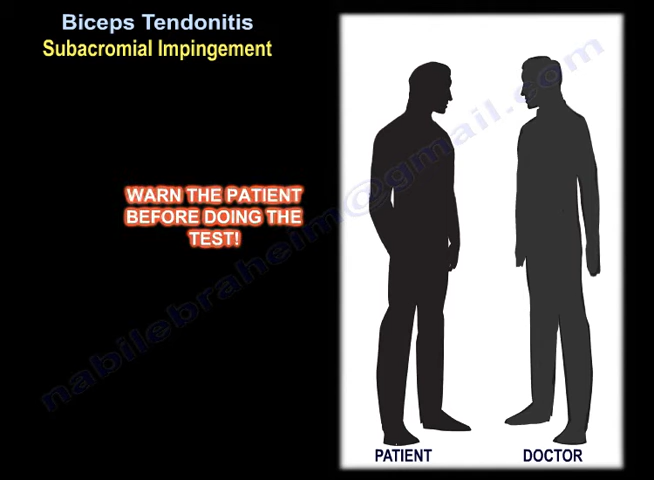 Biceps Tendonitis
Subacromial Impingement
WARN THE PATIENT
BEFORE DOING THE
TEST!
nabilebraheim@gmail.com
PATIENT
DOCTOR